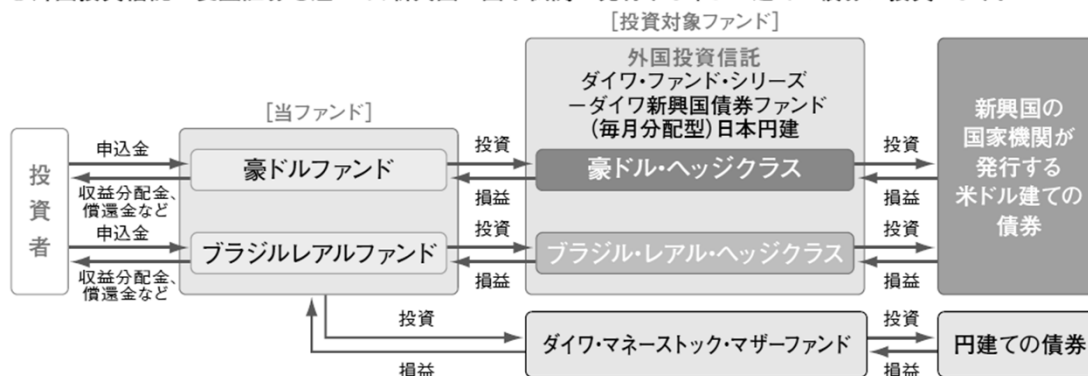 [投資対象ファンド]
外国投資信託
ダイワ・ファンド・シリーズ
－ダイワ新興国債券ファンド
(毎月分配型)日本円建
[当ファンド]
投資者
申込金
収益分配金、
償還金など
申込金
収益分配金、
償還金など
豪ドルファンド
ブラジルレアルファンド
投資
損益
投資
損益
豪ドル・ヘッジクラス
ブラジル・レアル・ヘッジクラス
投資
損益
投資
損益
新興国の
国家機関が
発行する
米ドル建ての
債券
投資
損益
ダイワ・マネーストック・マザーファンド
投資
損益
円建ての債券